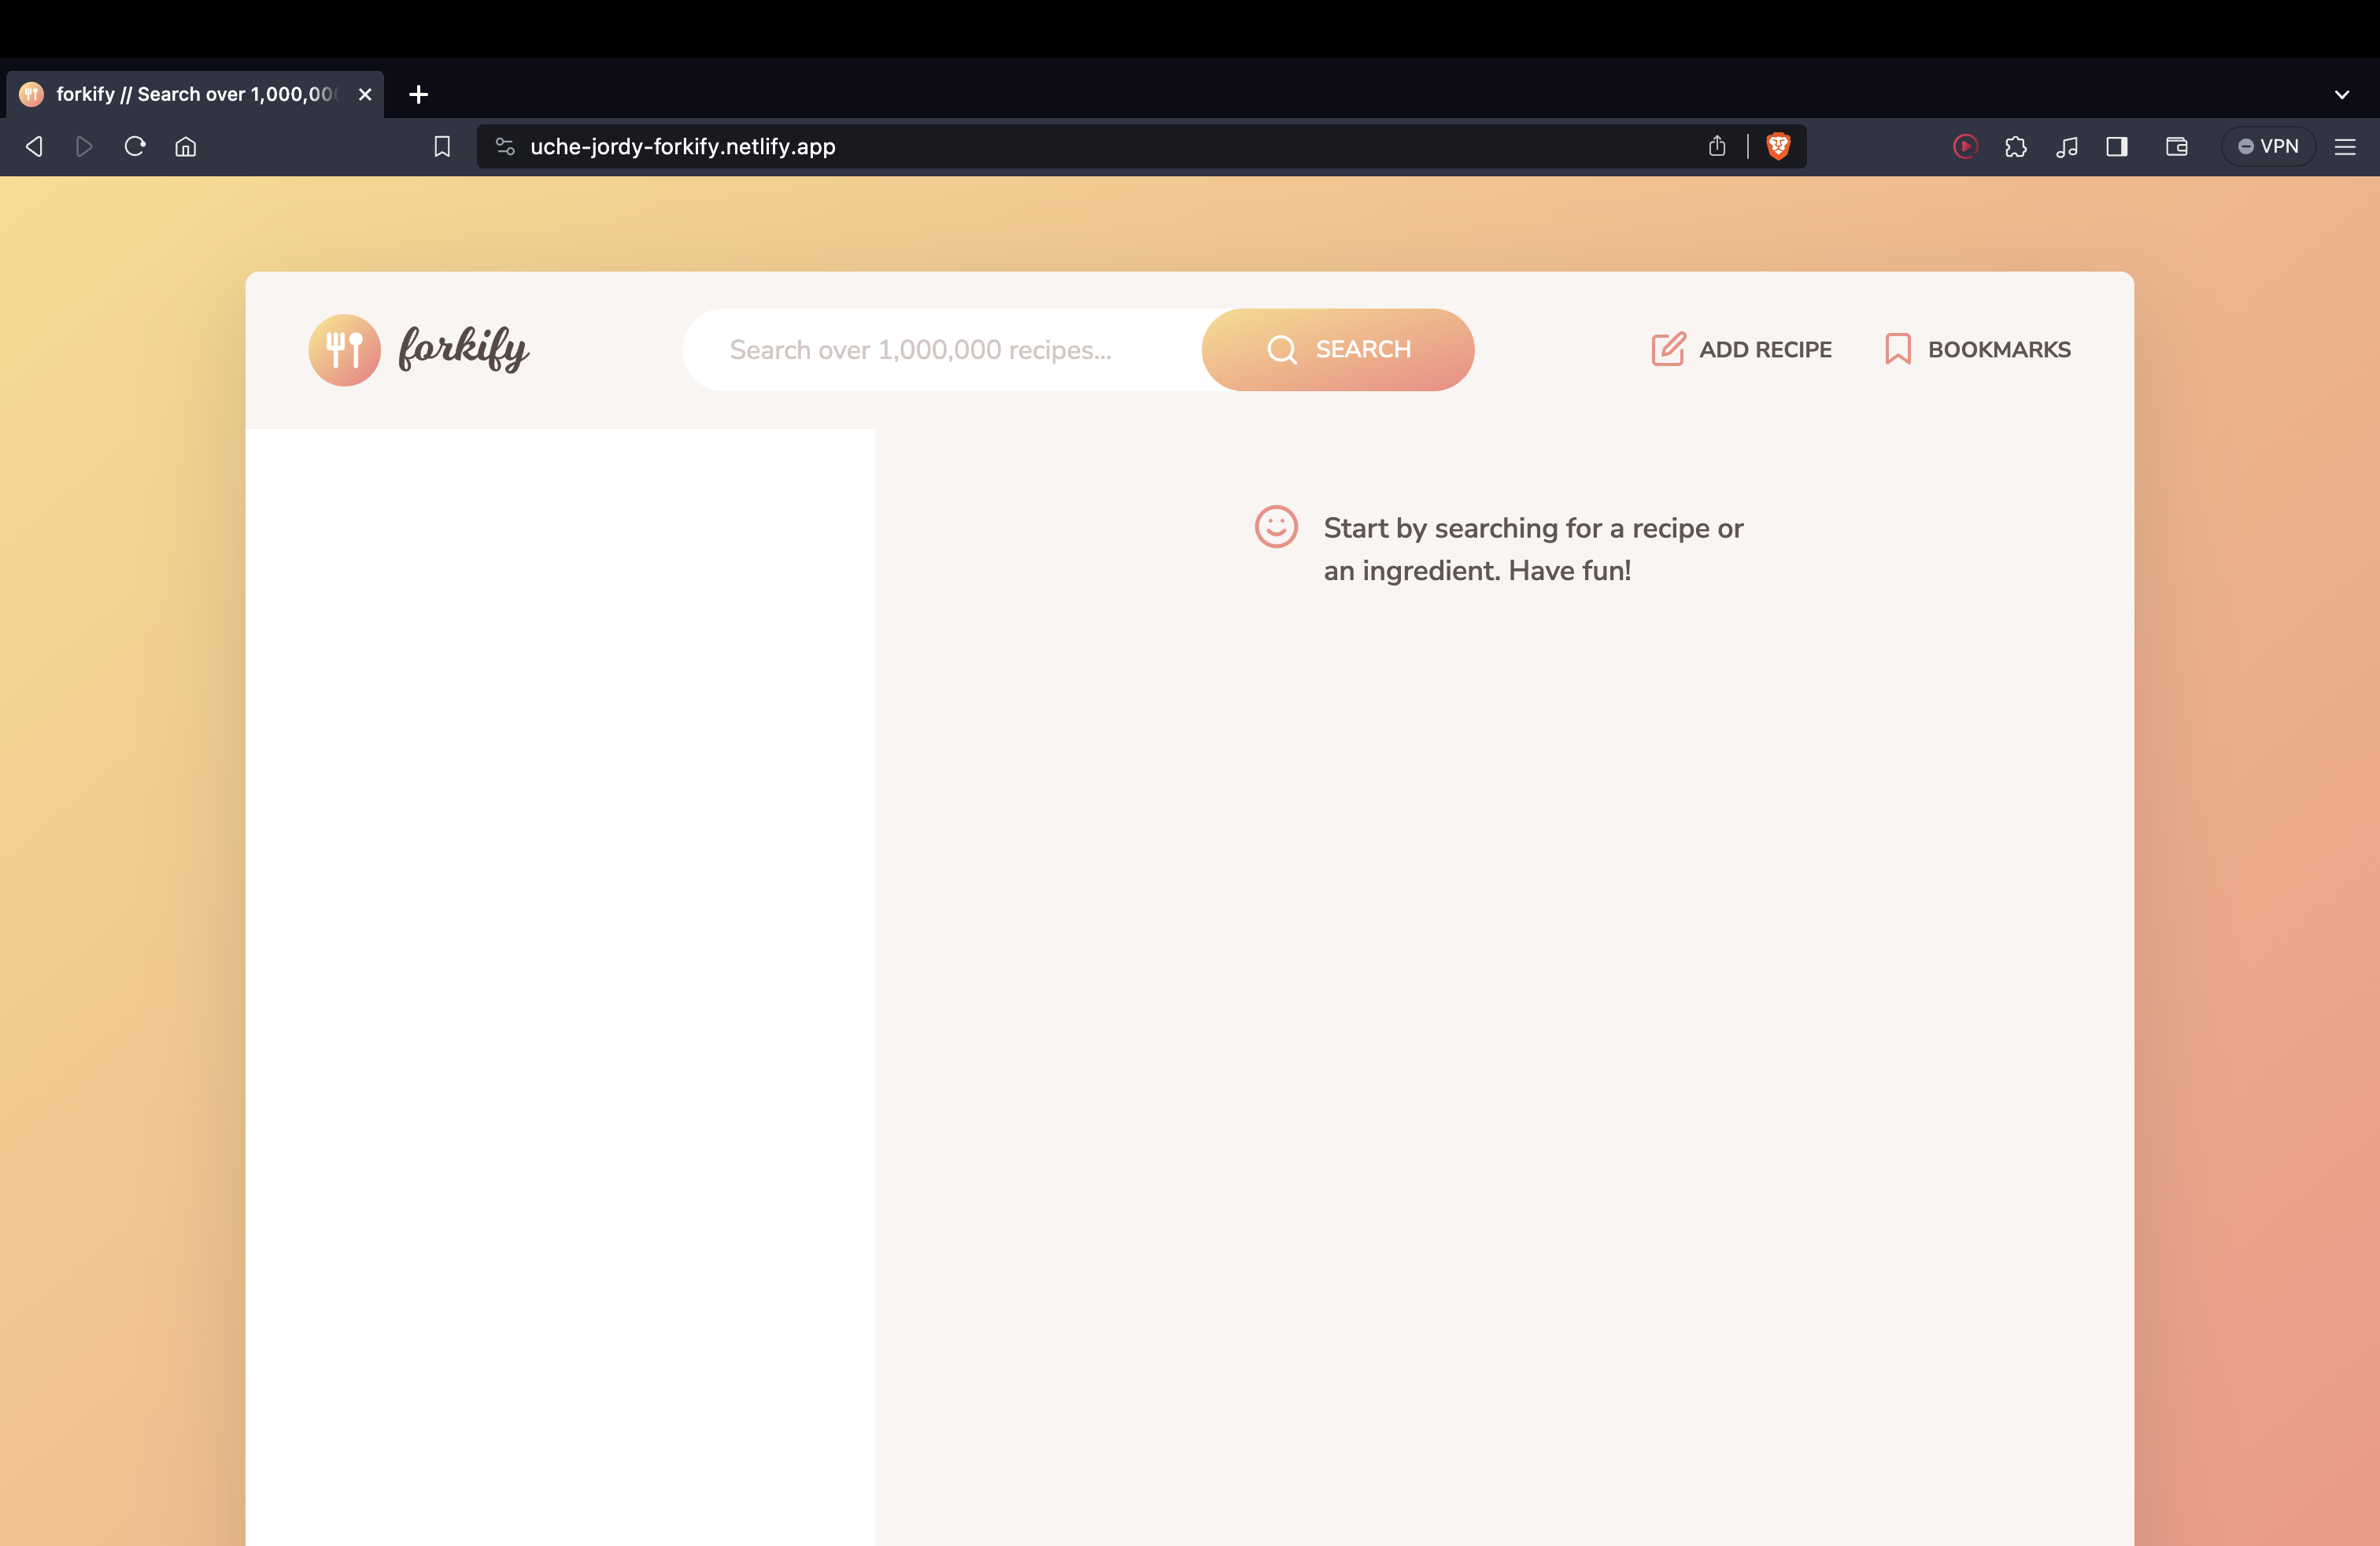 forkify // Search over 1,000,00
uche-jordy-forkify.netlify.app
VPN
forkify
Search over 1,000,000 recipes...
SEARCH
ADD RECIPE
BOOKMARKS
Start by searching for a recipe or
an ingredient. Have fun!